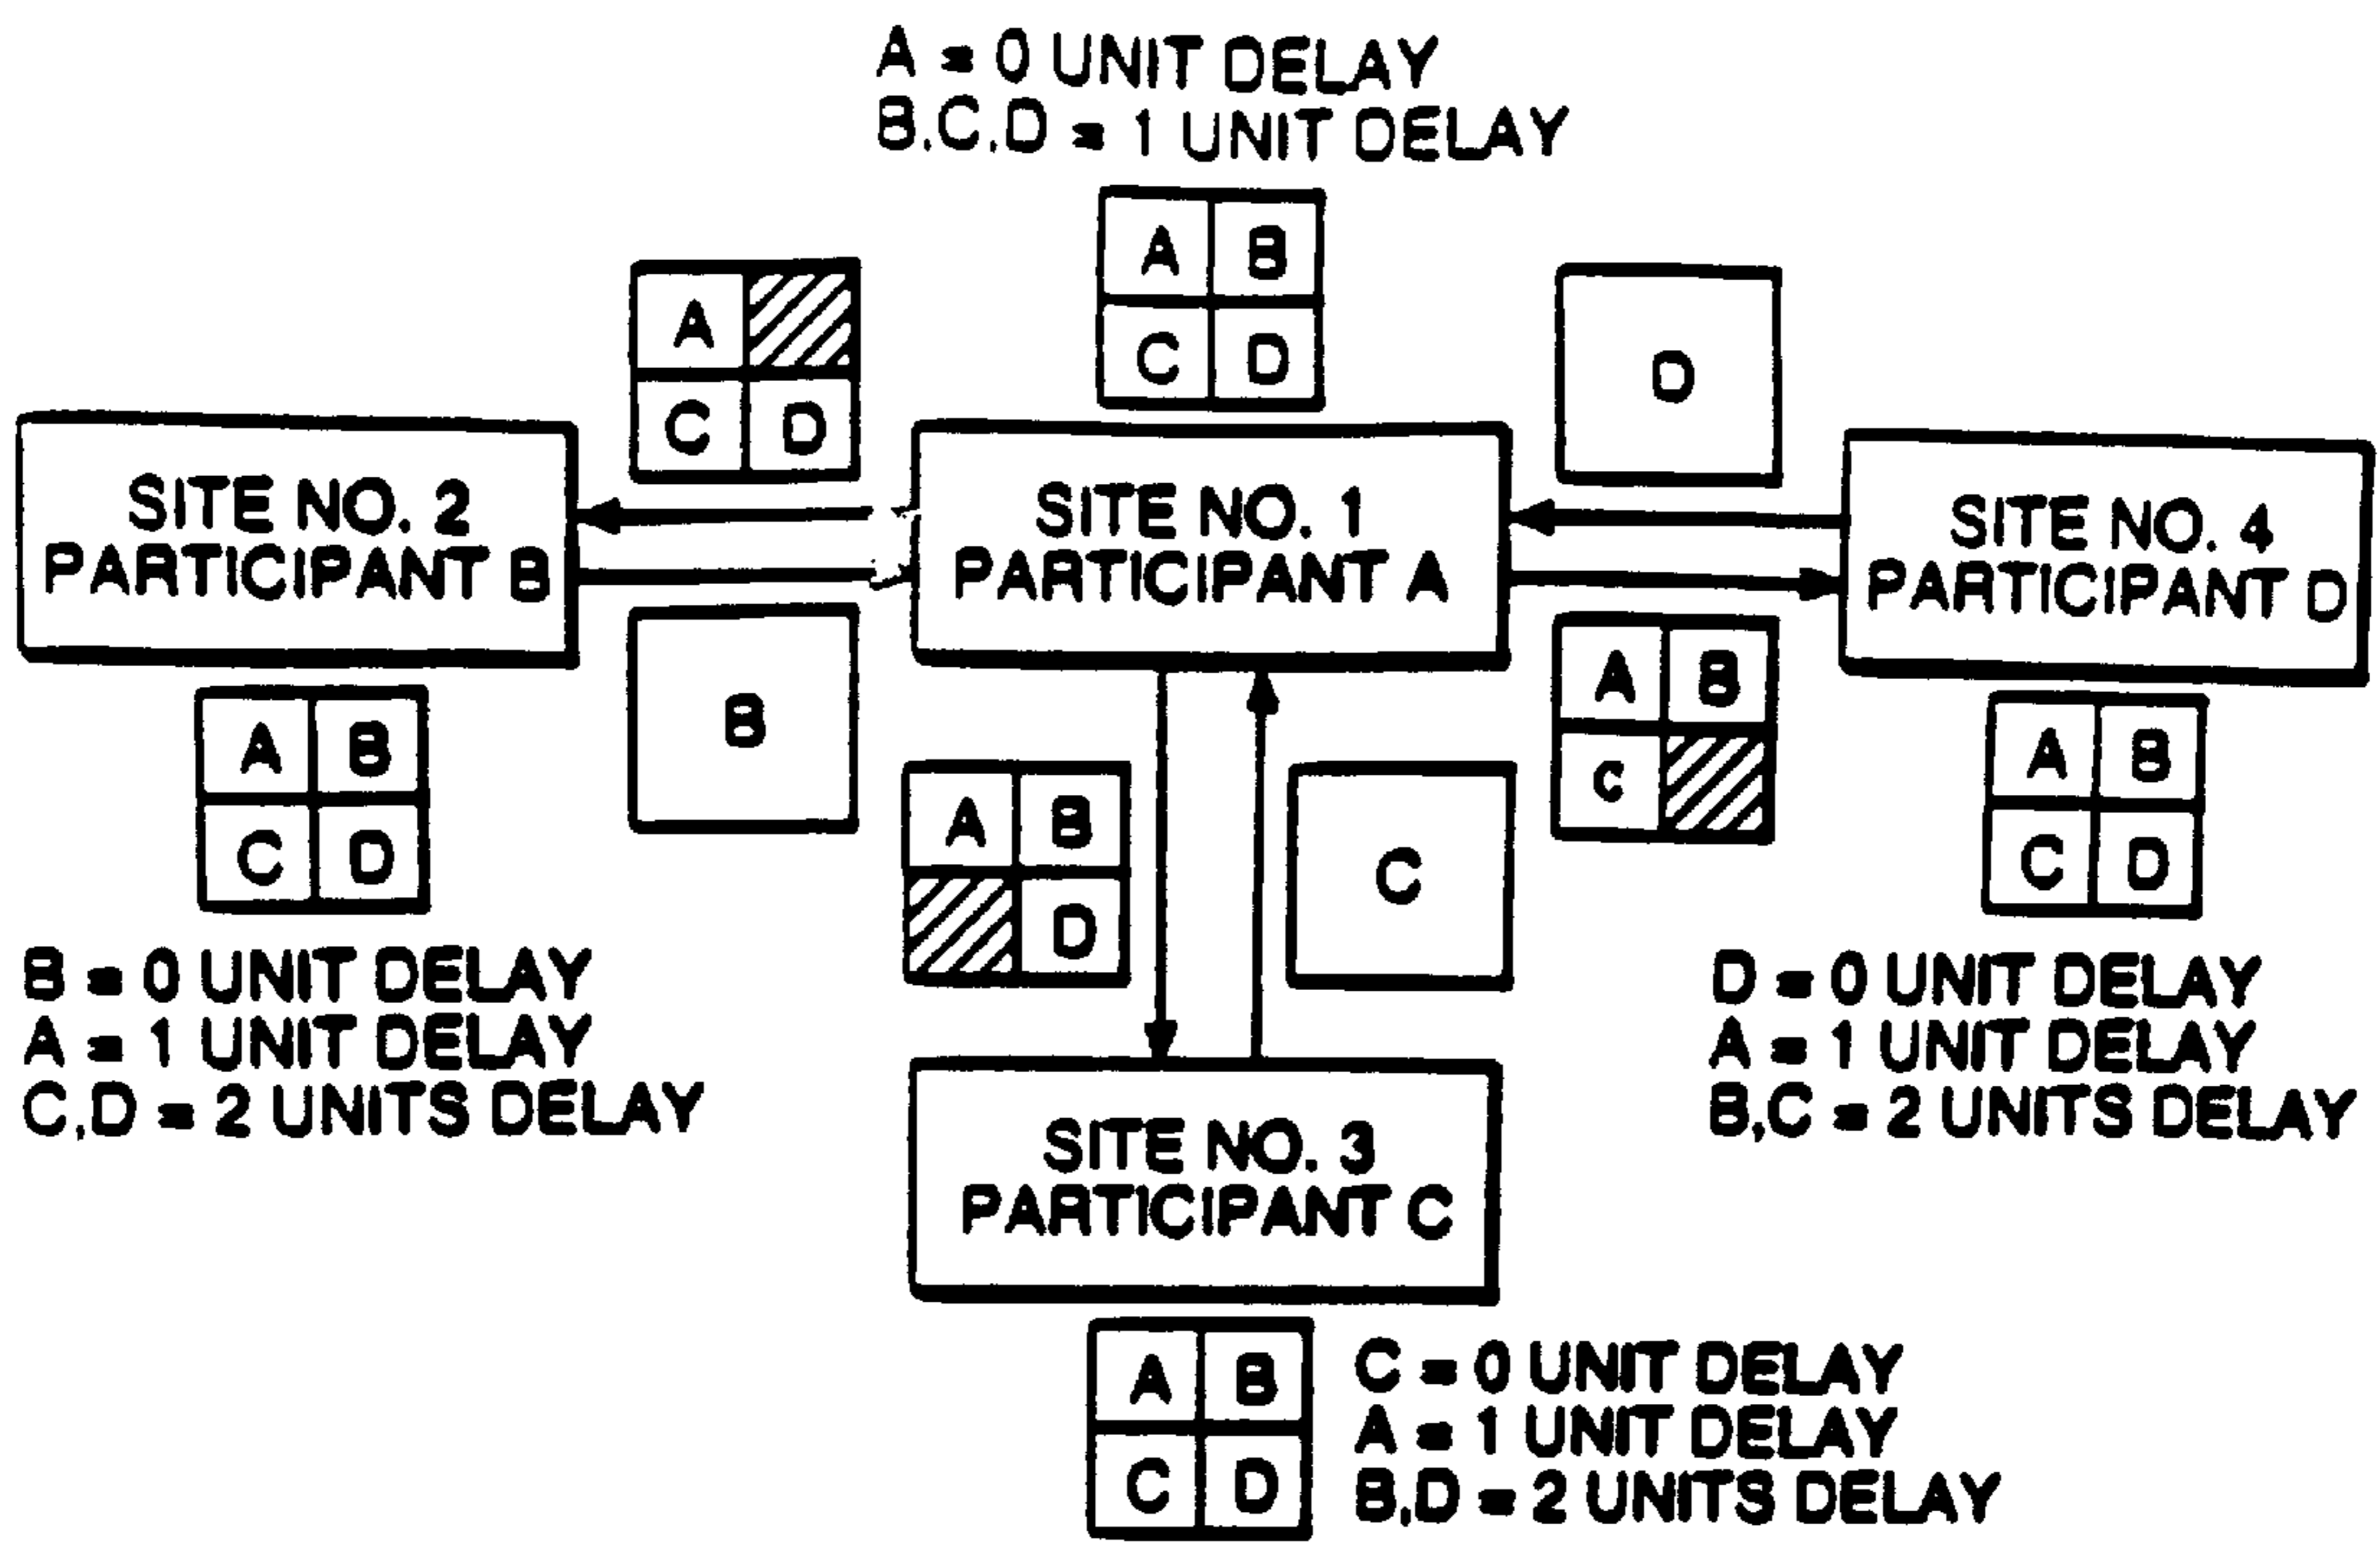 A = 0 UNIT DELAY
B,C,D = 1 UNIT DELAY
A B
C D
A
C D
D
SITE NO. 2
PARTICIPANT B
SITE NO. 1
PARTICIPANT A
SITE NO. 4
PARTICIPANT D
A B
C D
B
A B
D
C
A B
C
A B
C D
B = 0 UNIT DELAY
A = 1 UNIT DELAY
C,D = 2 UNITS DELAY
D = 0 UNIT DELAY
A = 1 UNIT DELAY
B,C = 2 UNITS DELAY
SITE NO. 3
PARTICIPANT C
A B
C D
C = 0 UNIT DELAY
A = 1 UNIT DELAY
B,D = 2 UNITS DELAY